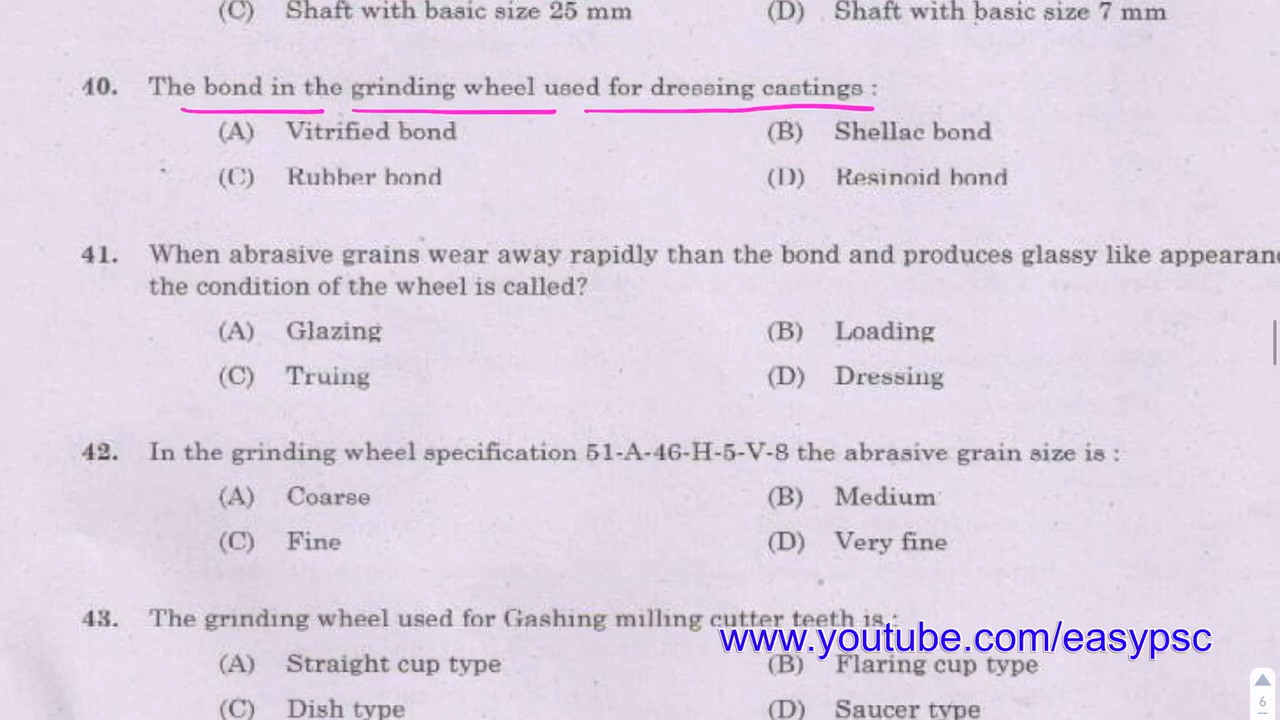 (C) Shaft with basic size 25 mm (D) Shaft with basic size 7 mm
40. The bond in the grinding wheel used for dressing castings :
(A) Vitrified bond (B) Shellac bond
(C) Rubber bond (D) Resinoid bond
41. When abrasive grains wear away rapidly than the bond and produces glassy like appearan
the condition of the wheel is called?
(A) Glazing (B) Loading
(C) Truing (D) Dressing
42. In the grinding wheel specification 51-A-46-H-5-V-8 the abrasive grain size is :
(A) Coarse (B) Medium
(C) Fine (D) Very fine
43. The grinding wheel used for Gashing milling cutter teeth is :
www.youtube.com/easypsc
(A) Straight cup type (B) Flaring cup type
(C) Dish type (D) Saucer type
6